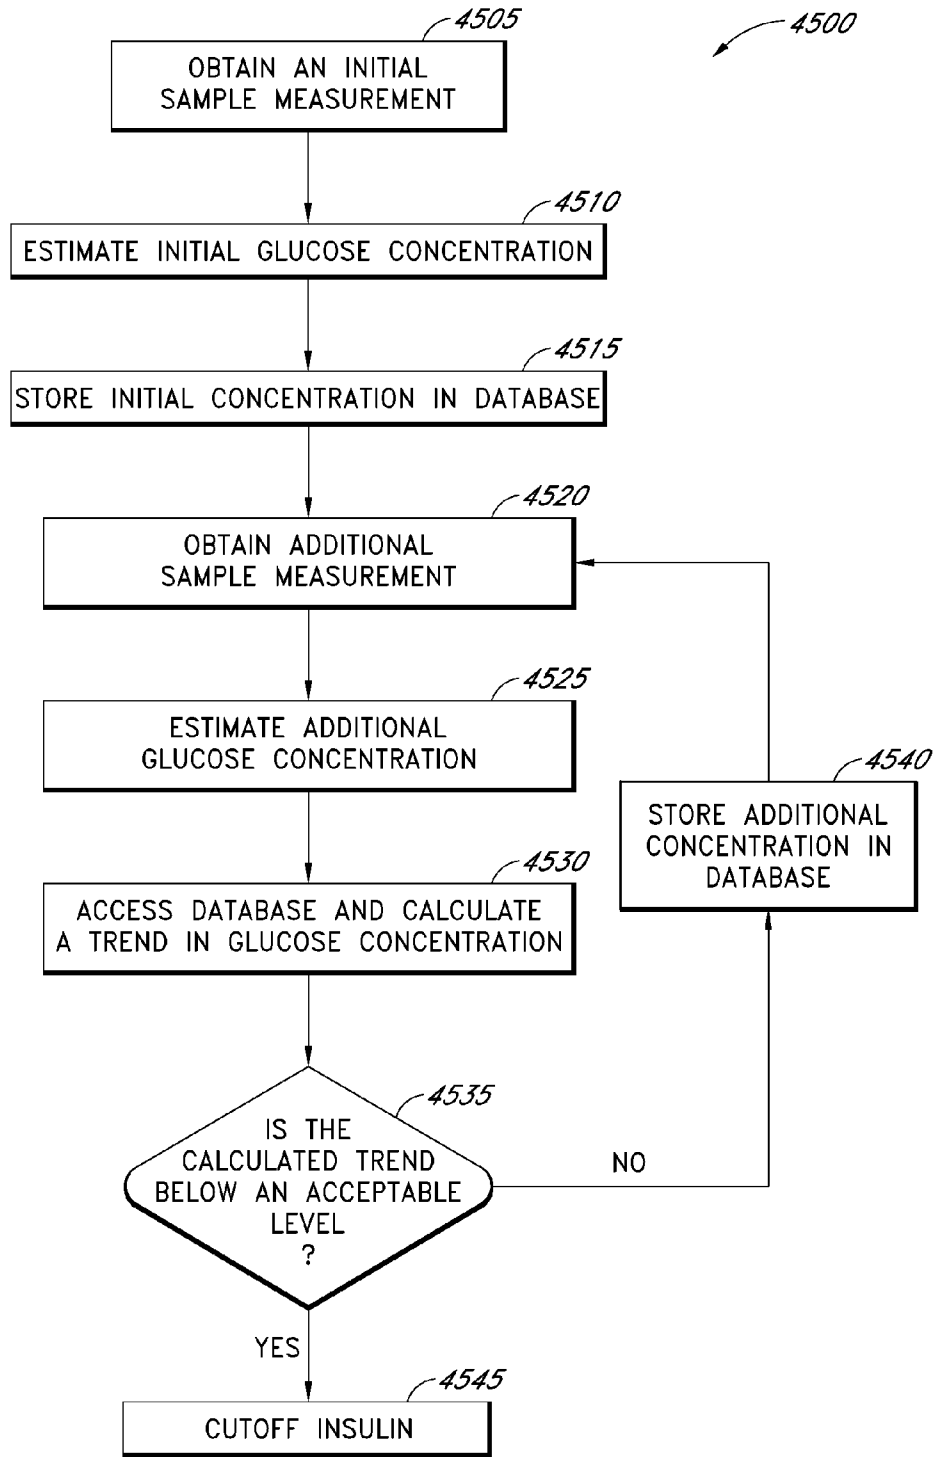 4505
4500
OBTAIN AN INITIAL
SAMPLE MEASUREMENT
4510
ESTIMATE INITIAL GLUCOSE CONCENTRATION
4515
STORE INITIAL CONCENTRATION IN DATABASE
4520
OBTAIN ADDITIONAL
SAMPLE MEASUREMENT
4525
ESTIMATE ADDITIONAL
GLUCOSE CONCENTRATION
4540
STORE ADDITIONAL
CONCENTRATION IN
DATABASE
4530
ACCESS DATABASE AND CALCULATE
A TREND IN GLUCOSE CONCENTRATION
4535
IS THE
CALCULATED TREND
BELOW AN ACCEPTABLE
LEVEL
?
NO
YES
4545
CUTOFF INSULIN